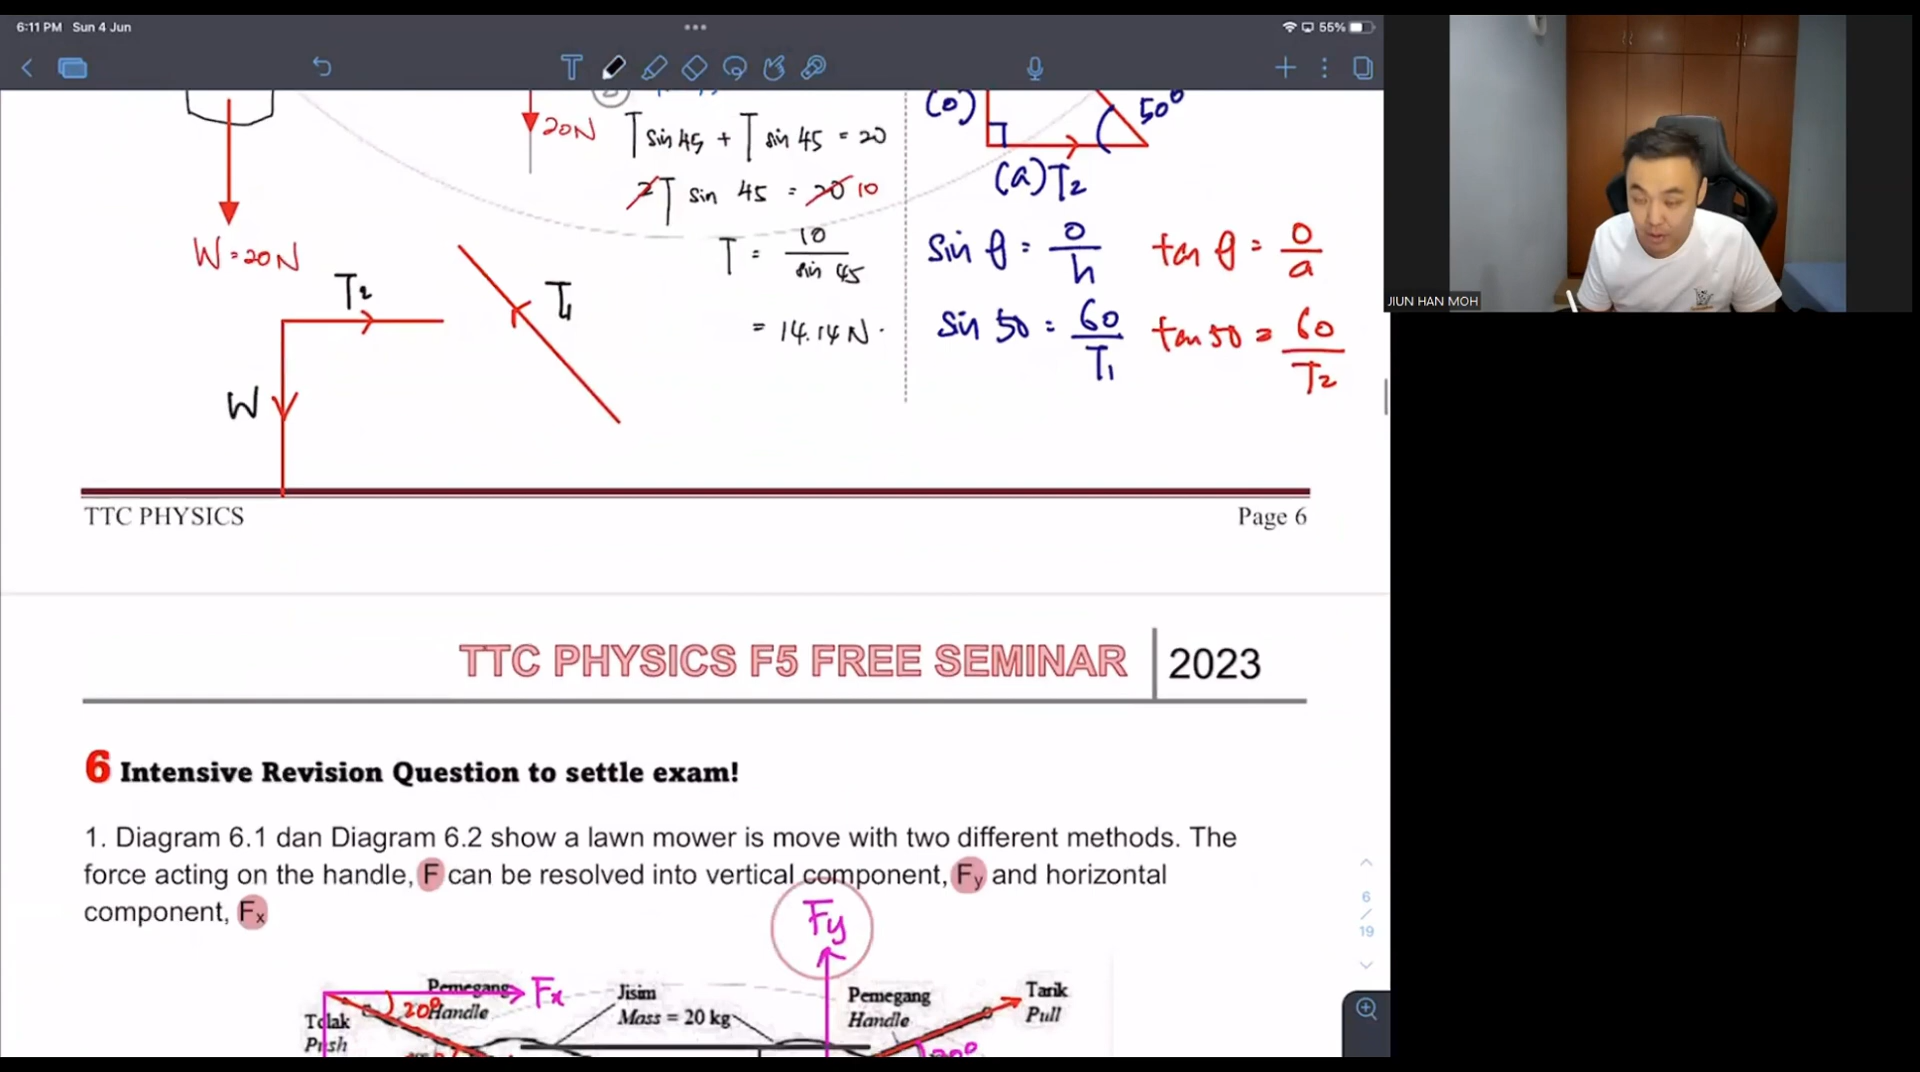 6:11 PM Sun 4 Jun
55%
T
20N
T sin 45 + T sin 45 = 20
2T sin 45 = 20 10
T = 10 / sin 45
= 14.14 N.
W = 20N
T2
T1
W
(o)
50°
(a) T2
sin θ = o / h
tan θ = o / a
sin 50 = 60 / T1
tan 50 = 60 / T2
JIUN HAN MOH
TTC PHYSICS
Page 6
TTC PHYSICS F5 FREE SEMINAR 2023
6 Intensive Revision Question to settle exam!
1. Diagram 6.1 dan Diagram 6.2 show a lawn mower is move with two different methods. The
force acting on the handle, F can be resolved into vertical component, Fy and horizontal
component, Fx
6
/
19
Fy
Pemegang
Handle
Fx
20°
Jisim
Mass = 20 kg
Pemegang
Handle
Tarik
Pull
Tolak
Push
20°